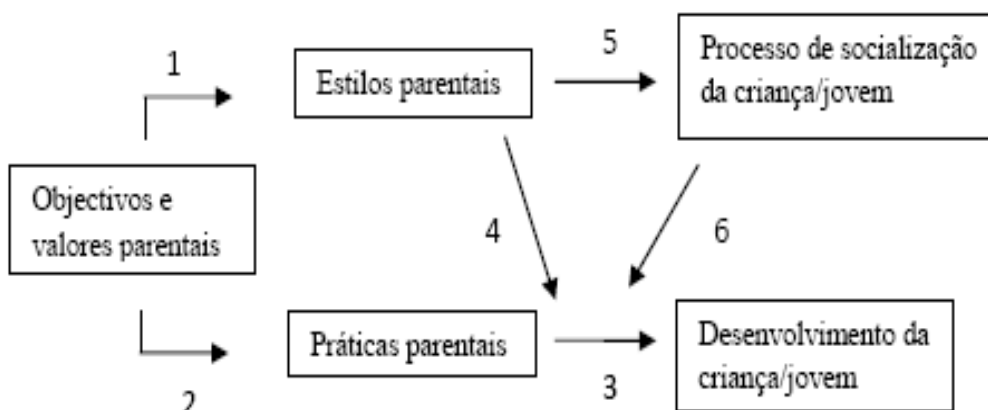 1
5
Processo de socialização
da criança/jovem
Estilos parentais
Objectivos e
valores parentais
4
6
Práticas parentais
Desenvolvimento da
criança/jovem
2
3